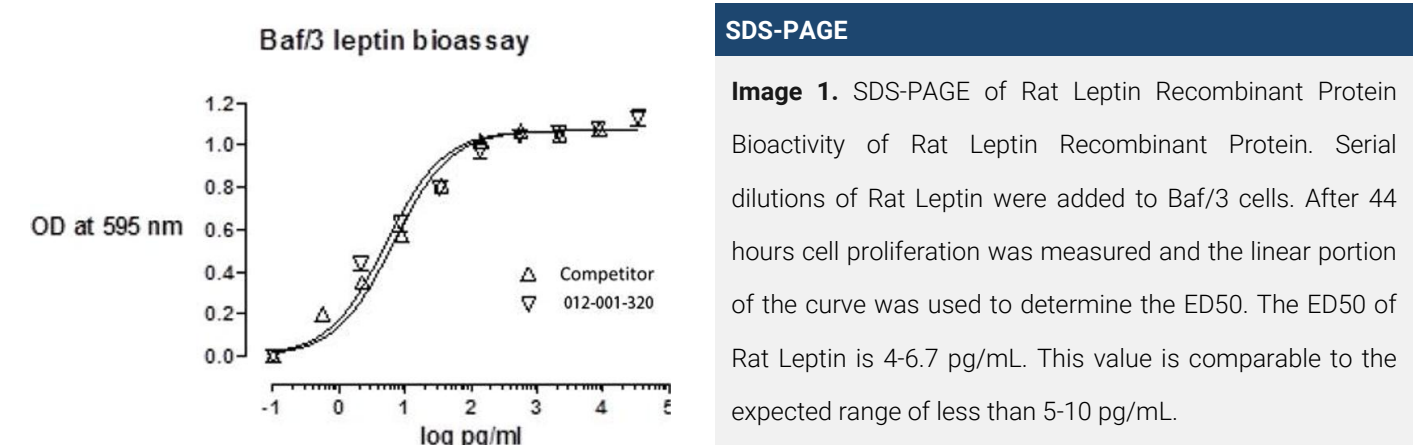 Baf/3 leptin bioassay
1.2
1.0
0.8
0.6
0.4
0.2
0.0
OD at 595 nm
Competitor
012-001-320
-1 0 1 2 3 4 5
log pg/ml
SDS-PAGE
Image 1. SDS-PAGE of Rat Leptin Recombinant Protein
Bioactivity of Rat Leptin Recombinant Protein. Serial
dilutions of Rat Leptin were added to Baf/3 cells. After 44
hours cell proliferation was measured and the linear portion
of the curve was used to determine the ED50. The ED50 of
Rat Leptin is 4-6.7 pg/mL. This value is comparable to the
expected range of less than 5-10 pg/mL.